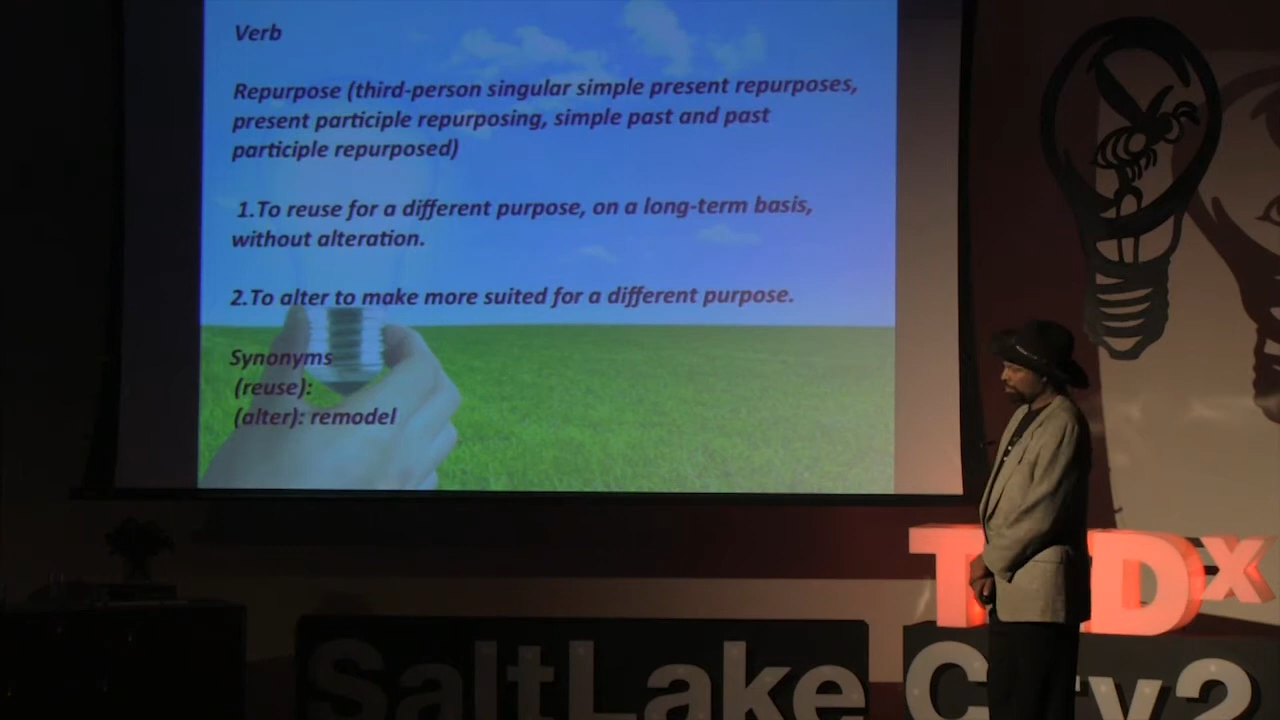 Verb
Repurpose (third-person singular simple present repurposes,
present participle repurposing, simple past and past
participle repurposed)
1.To reuse for a different purpose, on a long-term basis,
without alteration.
2.To alter to make more suited for a different purpose.
Synonyms
(reuse):
(alter): remodel
TEDx
SaltLake City2